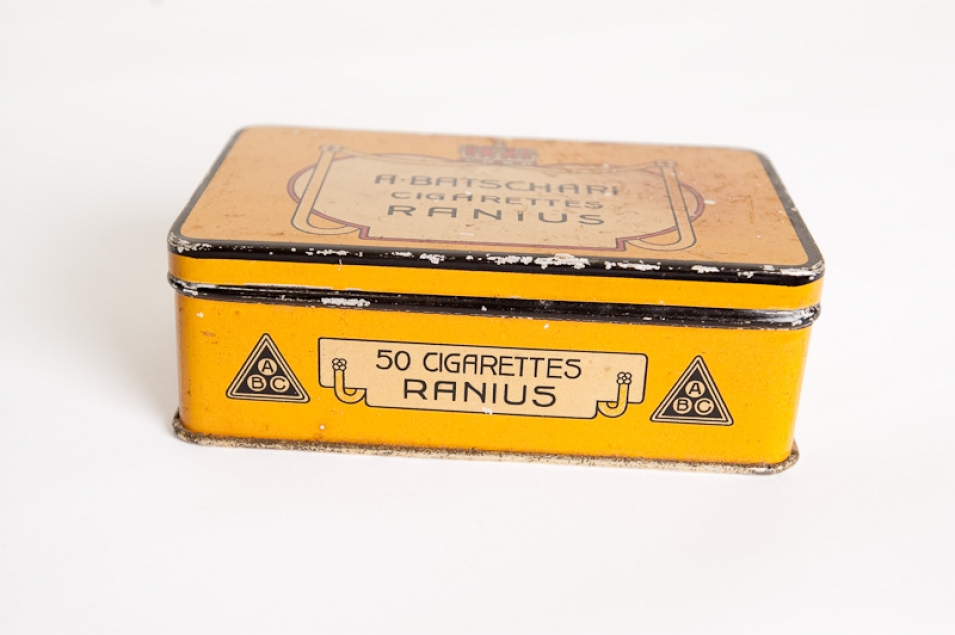 A·BATSCHARI
CIGARETTES
RANIUS
50 CIGARETTES
RANIUS
A
B C
A
B C